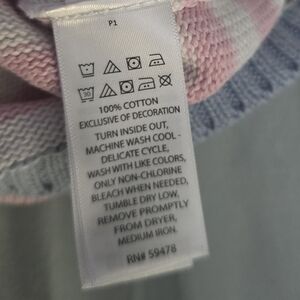 P1
30
100% COTTON
EXCLUSIVE OF DECORATION
TURN INSIDE OUT,
MACHINE WASH COOL -
DELICATE CYCLE,
WASH WITH LIKE COLORS,
ONLY NON-CHLORINE
BLEACH WHEN NEEDED,
TUMBLE DRY LOW,
REMOVE PROMPTLY
FROM DRYER,
MEDIUM IRON.
RN# 59478